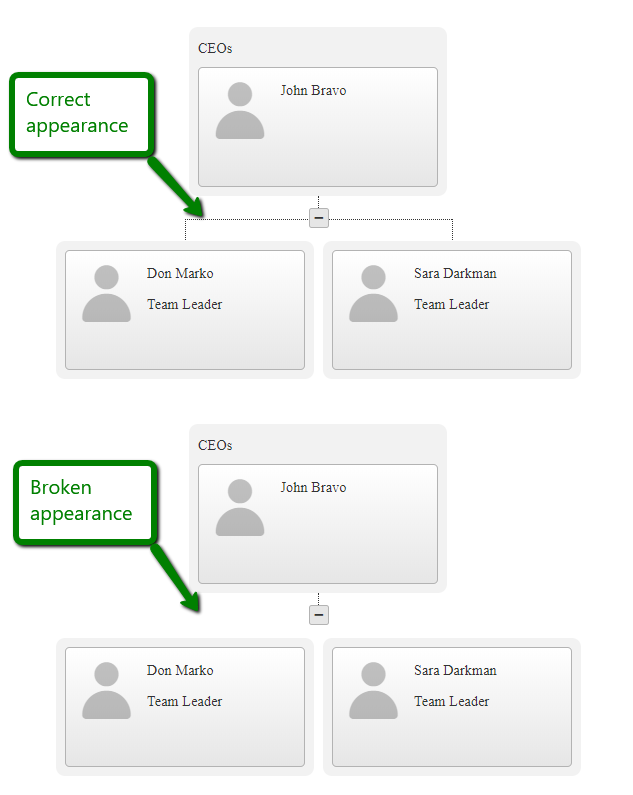 CEOs
John Bravo
Correct
appearance
Don Marko
Team Leader
Sara Darkman
Team Leader
CEOs
John Bravo
Broken
appearance
Don Marko
Team Leader
Sara Darkman
Team Leader